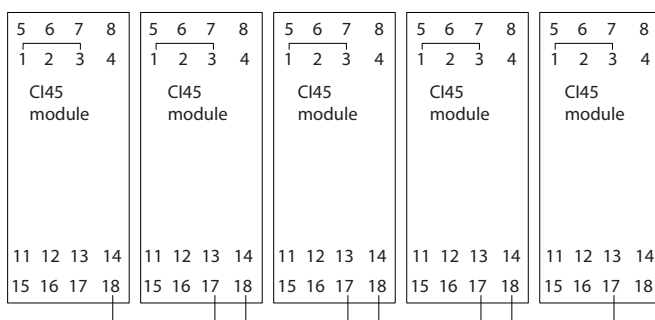 5 6 7 8 5 6 7 8 5 6 7 8 5 6 7 8 5 6 7 8
1 2 3 4 1 2 3 4 1 2 3 4 1 2 3 4 1 2 3 4
CI45 CI45 CI45 CI45 CI45
module module module module module
11 12 13 14 11 12 13 14 11 12 13 14 11 12 13 14 11 12 13 14
15 16 17 18 15 16 17 18 15 16 17 18 15 16 17 18 15 16 17 18